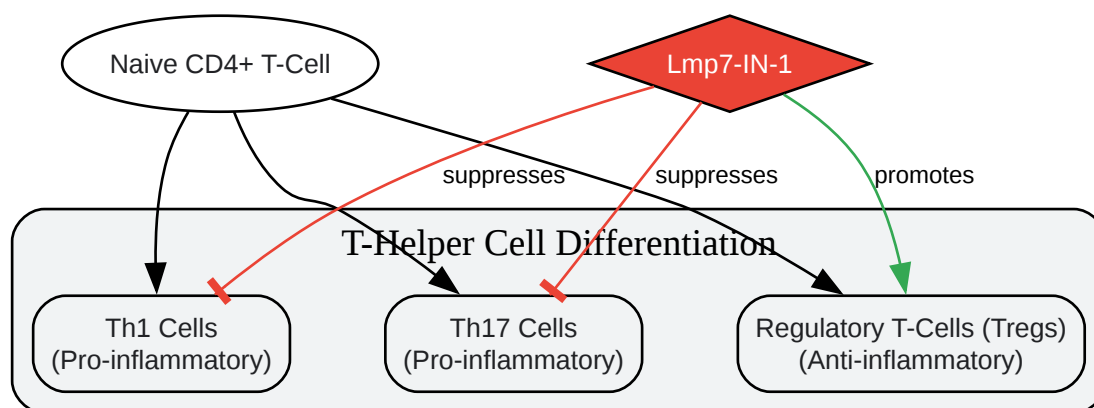 Naive CD4+ T-Cell
Lmp7-IN-1
suppresses
suppresses
promotes
T-Helper Cell Differentiation
Th1 Cells
(Pro-inflammatory)
Th17 Cells
(Pro-inflammatory)
Regulatory T-Cells (Tregs)
(Anti-inflammatory)